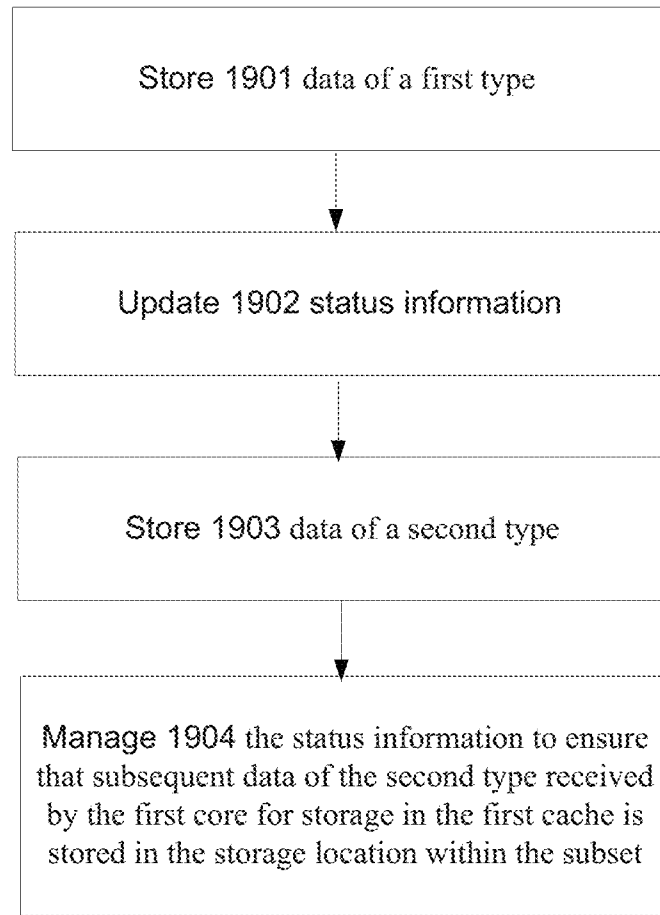 Store 1901 data of a first type
Update 1902 status information
Store 1903 data of a second type
Manage 1904 the status information to ensure
that subsequent data of the second type received
by the first core for storage in the first cache is
stored in the storage location within the subset